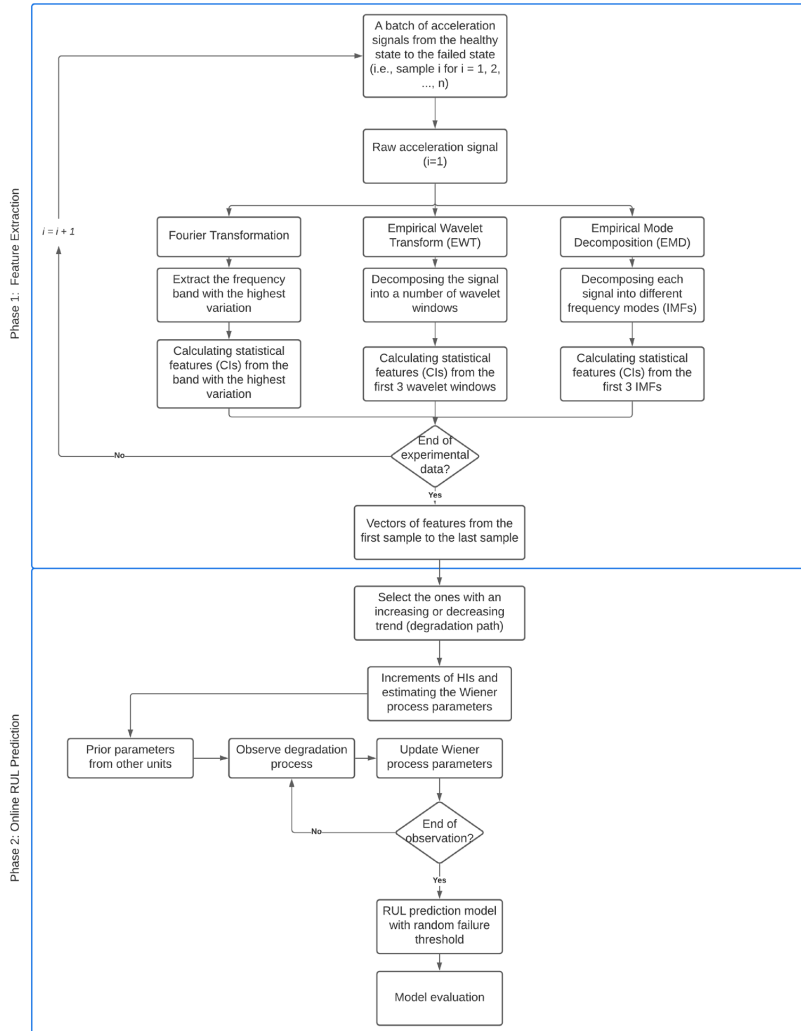 A batch of acceleration
signals from the healthy
state to the failed state
(i.e., sample i for i = 1, 2,
..., n)
Raw acceleration signal
(i=1)
Phase 1: Feature Extraction
i = i + 1
Fourier Transformation
Empirical Wavelet
Transform (EWT)
Empirical Mode
Decomposition (EMD)
Extract the frequency
band with the highest
variation
Decomposing the signal
into a number of wavelet
windows
Decomposing each
signal into different
frequency modes (IMFs)
Calculating statistical
features (CIs) from the
band with the highest
variation
Calculating statistical
features (CIs) from the
first 3 wavelet windows
Calculating statistical
features (CIs) from the
first 3 IMFs
End of
experimental
data?
No
Yes
Vectors of features from the
first sample to the last sample
Phase 2: Online RUL Prediction
Select the ones with an
increasing or decreasing
trend (degradation path)
Increments of HIs and
estimating the Wiener
process parameters
Prior parameters
from other units
Observe degradation
process
Update Wiener
process parameters
End of
observation?
No
Yes
RUL prediction model
with random failure
threshold
Model evaluation